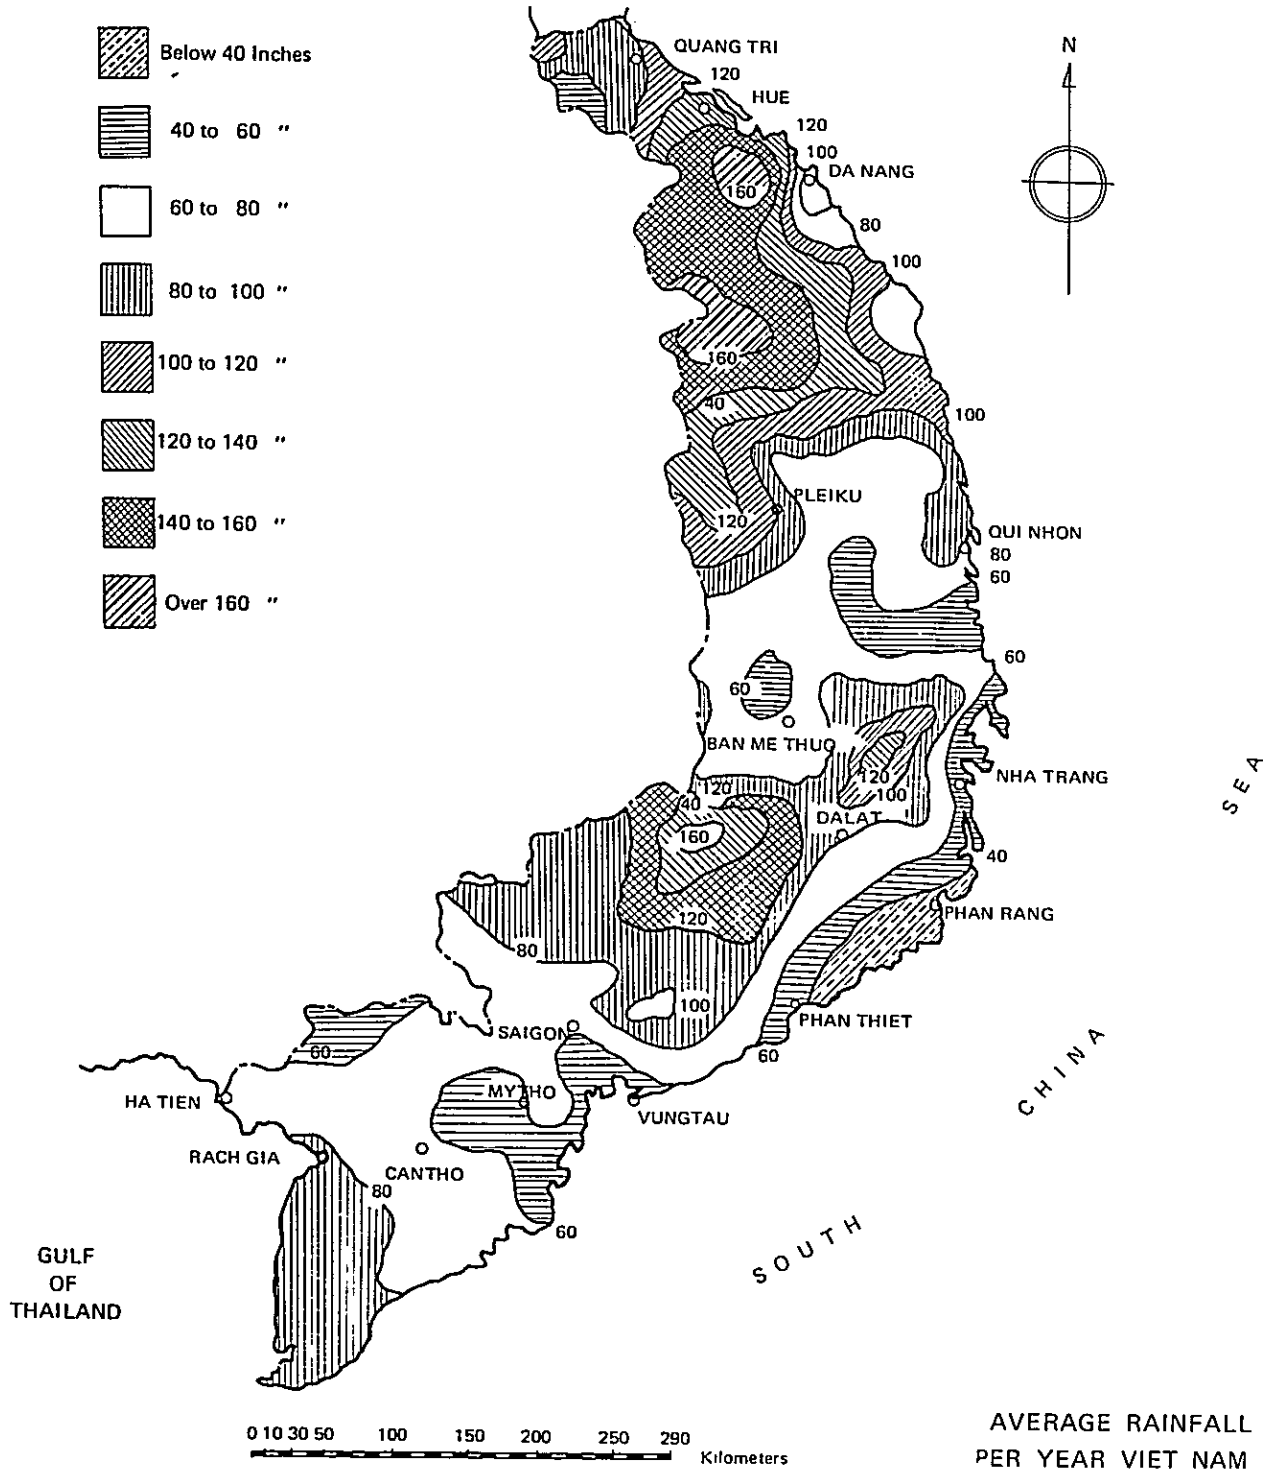 Below 40 Inches
40 to 60 "
60 to 80 "
80 to 100 "
100 to 120 "
120 to 140 "
140 to 160 "
Over 160 "
N
QUANG TRI
120
HUE
120
100
DA NANG
160
80
100
160
40
100
PLEIKU
120
QUI NHON
80
60
60
60
BAN ME THUO
NHA TRANG
120
100
120
40
DALAT
160
40
PHAN RANG
120
80
100
PHAN THIET
SAIGON
60
60
MYTHO
HA TIEN
VUNGTAU
RACH GIA
CANTHO
80
60
GULF
OF
THAILAND
SOUTH
CHINA
SEA
0 10 30 50 100 150 200 250 290
Kilometers
AVERAGE RAINFALL
PER YEAR VIET NAM